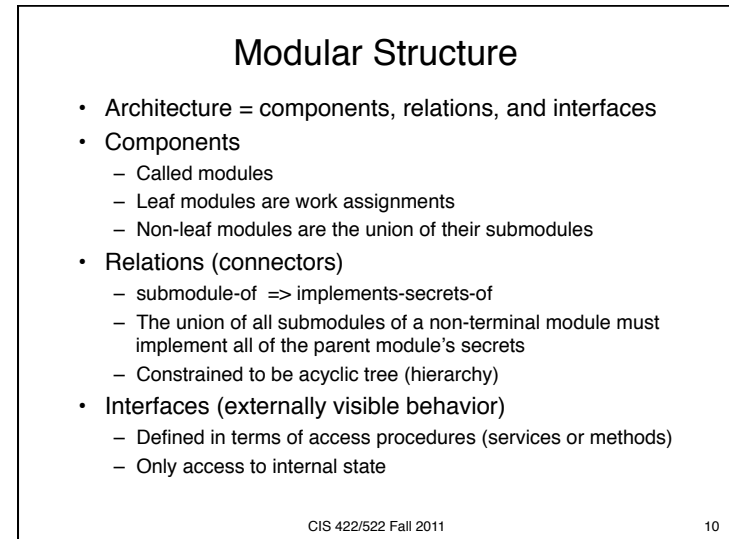 Modular Structure
• Architecture = components, relations, and interfaces
• Components
– Called modules
– Leaf modules are work assignments
– Non-leaf modules are the union of their submodules
• Relations (connectors)
– submodule-of => implements-secrets-of
– The union of all submodules of a non-terminal module must
implement all of the parent module's secrets
– Constrained to be acyclic tree (hierarchy)
• Interfaces (externally visible behavior)
– Defined in terms of access procedures (services or methods)
– Only access to internal state
CIS 422/522 Fall 2011 10